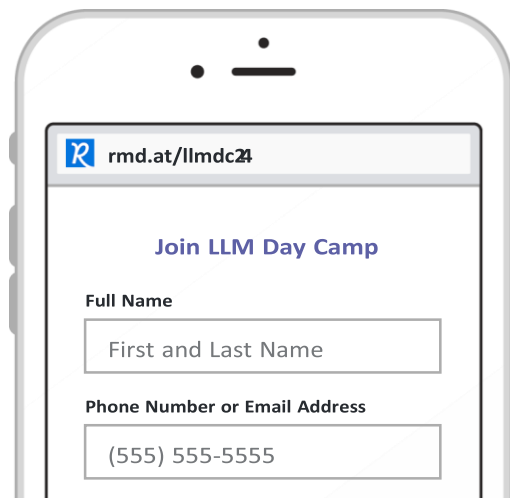 rmd.at/llmdc24
Join LLM Day Camp
Full Name
First and Last Name
Phone Number or Email Address
(555) 555-5555